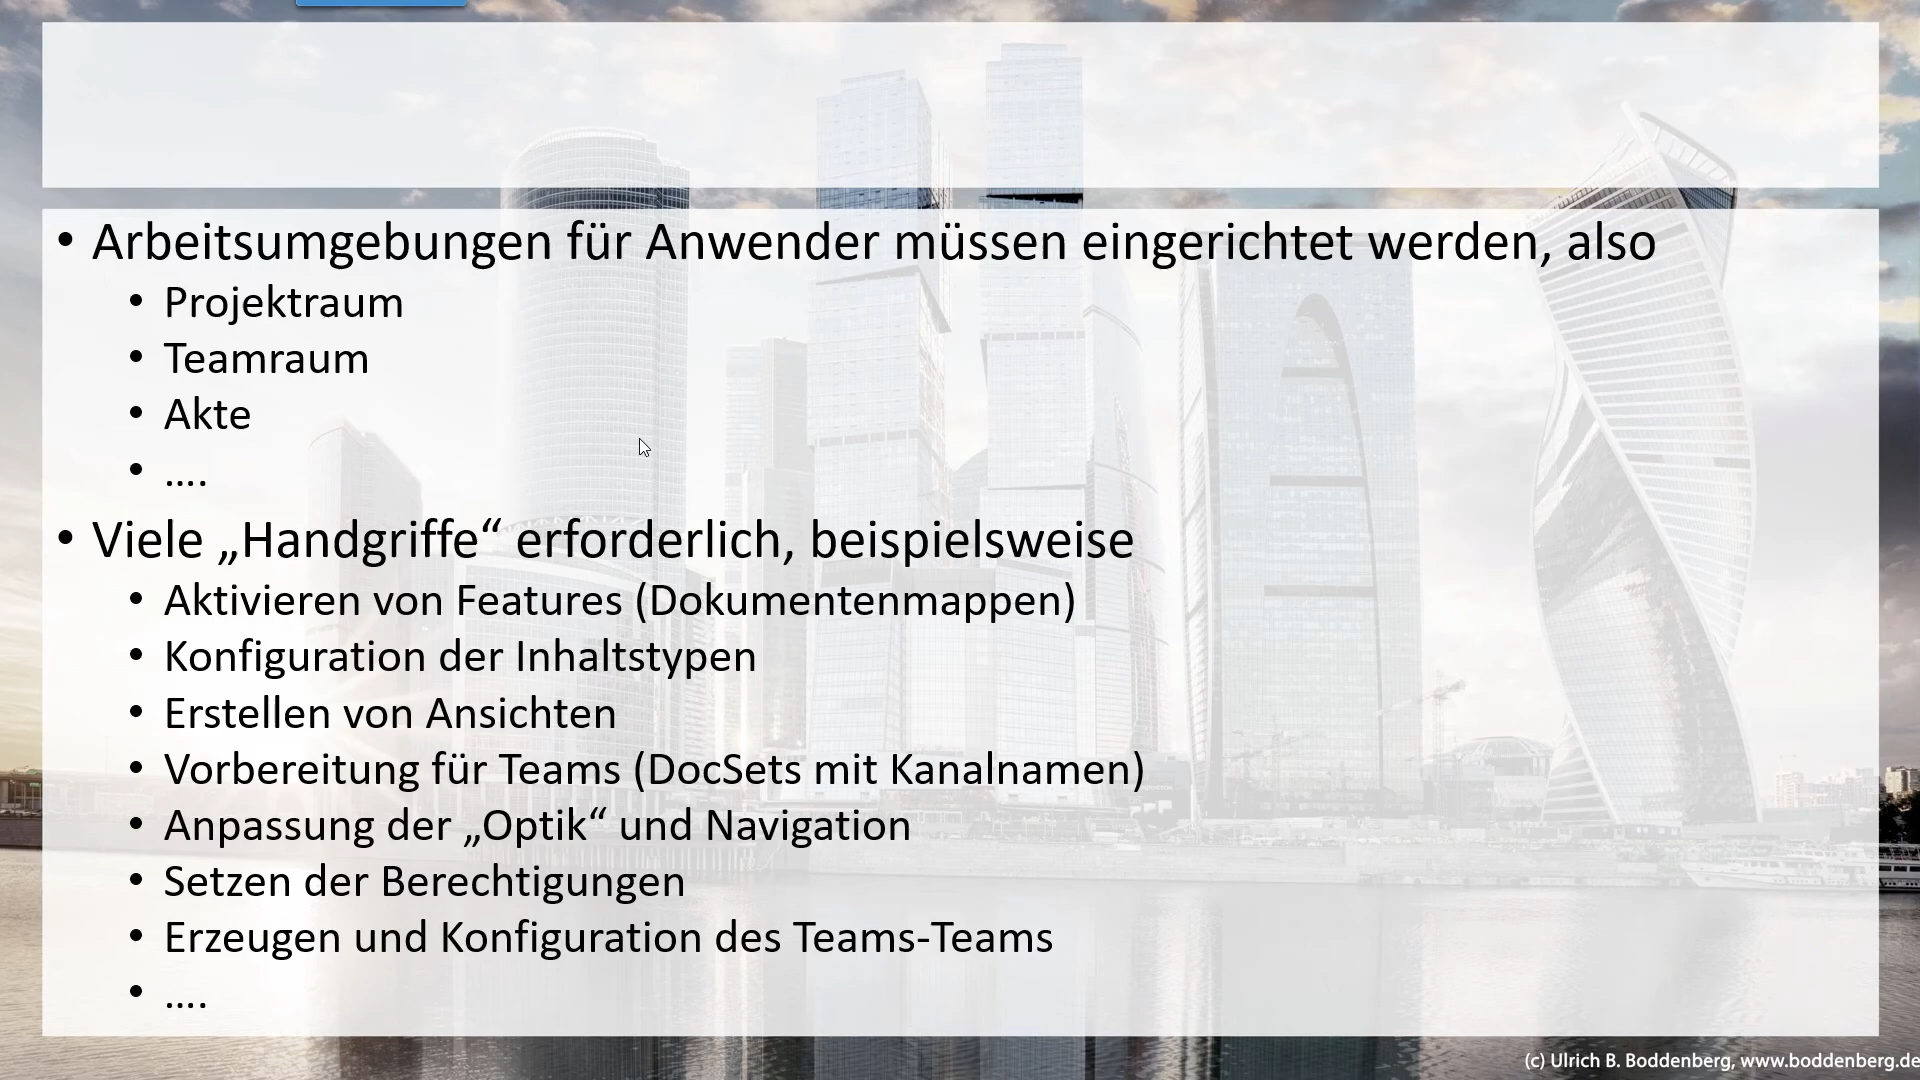 • Arbeitsumgebungen für Anwender müssen eingerichtet werden, also
• Projektraum
• Teamraum
• Akte
• ....
• Viele „Handgriffe“ erforderlich, beispielsweise
• Aktivieren von Features (Dokumentenmappen)
• Konfiguration der Inhaltstypen
• Erstellen von Ansichten
• Vorbereitung für Teams (DocSets mit Kanalnamen)
• Anpassung der „Optik“ und Navigation
• Setzen der Berechtigungen
• Erzeugen und Konfiguration des Teams-Teams
• ....
(c) Ulrich B. Boddenberg, www.boddenberg.de